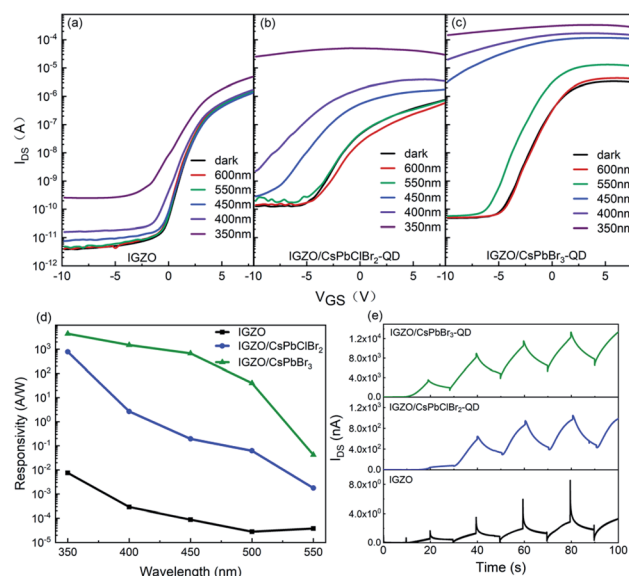 (a) (b) (c)
10⁻⁴
10⁻⁵
10⁻⁶
10⁻⁷
10⁻⁸
10⁻⁹
10⁻¹⁰
10⁻¹¹
10⁻¹²
I_DS (A)
dark
600nm
550nm
450nm
400nm
350nm
dark
600nm
550nm
450nm
400nm
350nm
dark
600nm
550nm
450nm
400nm
350nm
IGZO IGZO/CsPbClBr₂-QD IGZO/CsPbBr₃-QD
-10 -5 0 5 -10 -5 0 5 -10 -5 0 5
V_GS (V)
(d)
IGZO
IGZO/CsPbClBr₂
IGZO/CsPbBr₃
10⁴
10³
10²
10¹
10⁰
10⁻¹
10⁻²
10⁻³
10⁻⁴
10⁻⁵
Responsivity (A/W)
350 400 450 500 550
Wavelength (nm)
(e)
IGZO/CsPbBr₃-QD
1.2×10⁴
6.0×10³
0.0
IGZO/CsPbClBr₂-QD
1.2×10³
8.0×10²
4.0×10²
0.0
IGZO
8.0×10⁰
4.0×10⁰
0.0
I_DS (nA)
0 20 40 60 80 100
Time (s)